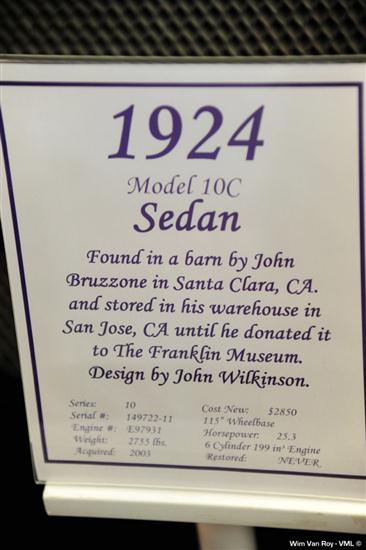 1924
Model 10C
Sedan
Found in a barn by John
Bruzzone in Santa Clara, CA.
and stored in his warehouse in
San Jose, CA until he donated it
to The Franklin Museum.
Design by John Wilkinson.
Series: 10
Serial #: 149722-11
Engine #: E97931
Weight: 2755 lbs.
Acquired: 2003
Cost New: $2850
115" Wheelbase
Horsepower: 25.3
6 Cylinder 199 in³ Engine
Restored: NEVER
Wim Van Roy - VML ©